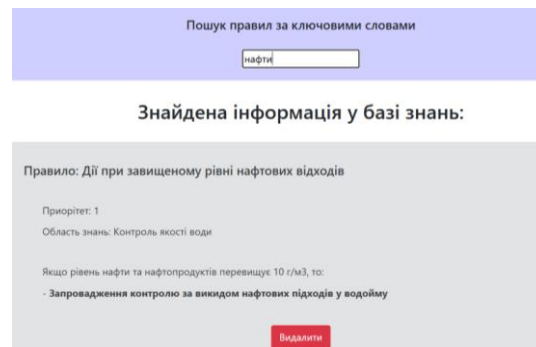 Пошук правил за ключовими словами
нафти
Знайдена інформація у базі знань:
Правило: Дії при завищеному рівні нафтових відходів
Приорітет: 1
Область знань: Контроль якості води
Якщо рівень нафти та нафтопродуктів перевищує 10 г/м3, то:
- Запровадження контролю за викидом нафтових підходів у водойму
Видалити